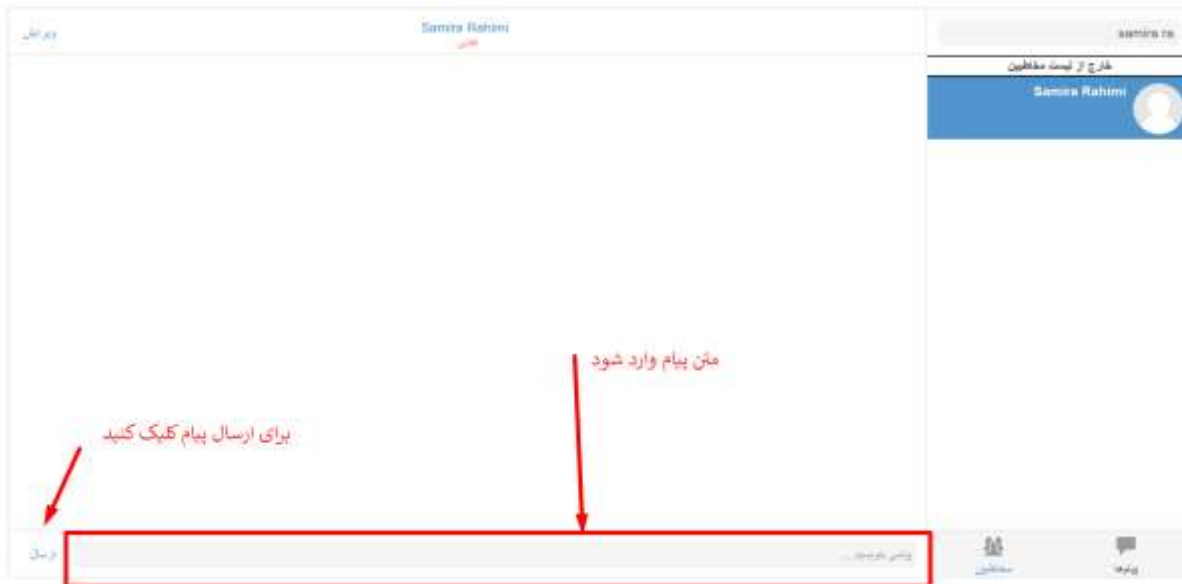 samira ra
خارج از لیست مخاطبین
Samira Rahimi
Samira Rahimi
آفلاین
ویرایش
متن پیام وارد شود
برای ارسال پیام کلیک کنید
ارسال
پیامی بنویسید...
مخاطبین
پیام‌ها